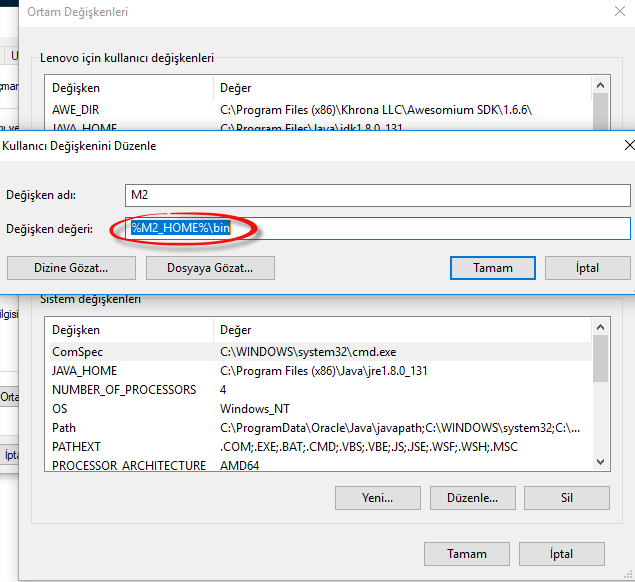 Ortam Değişkenleri
U
Lenovo için kullanıcı değişkenleri
çmar
Değişken Değer
AWE_DIR C:\Program Files (x86)\Khrona LLC\Awesomium SDK\1.6.6\
JAVA_HOME C:\Program Files\Java\jdk1.8.0_131
Kullanıcı Değişkenini Düzenle
Değişken adı: M2
Değişken değeri: %M2_HOME%\bin
Dizine Gözat... Dosyaya Gözat... Tamam İptal
Sistem değişkenleri
ilgisi
Değişken Değer
ComSpec C:\WINDOWS\system32\cmd.exe
JAVA_HOME C:\Program Files (x86)\Java\jre1.8.0_131
NUMBER_OF_PROCESSORS 4
Orta
OS Windows_NT
Path C:\ProgramData\Oracle\Java\javapath;C:\WINDOWS\system32;C:\...
PATHEXT .COM;.EXE;.BAT;.CMD;.VBS;.VBE;.JS;.JSE;.WSF;.WSH;.MSC
İpta
PROCESSOR_ARCHITECTURE AMD64
Yeni... Düzenle... Sil
Tamam İptal